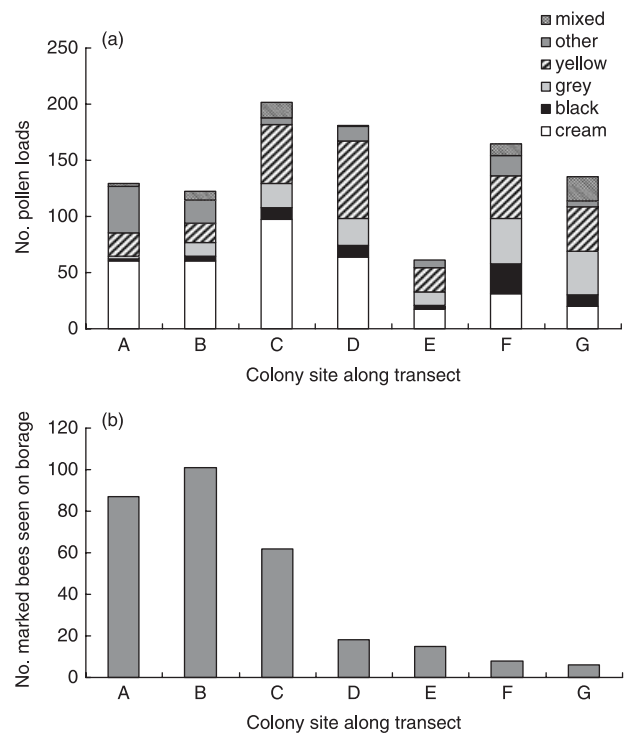 (a)
mixed
other
yellow
grey
black
cream
No. pollen loads
250
200
150
100
50
0
A B C D E F G
Colony site along transect
(b)
No. marked bees seen on borage
120
100
80
60
40
20
0
A B C D E F G
Colony site along transect